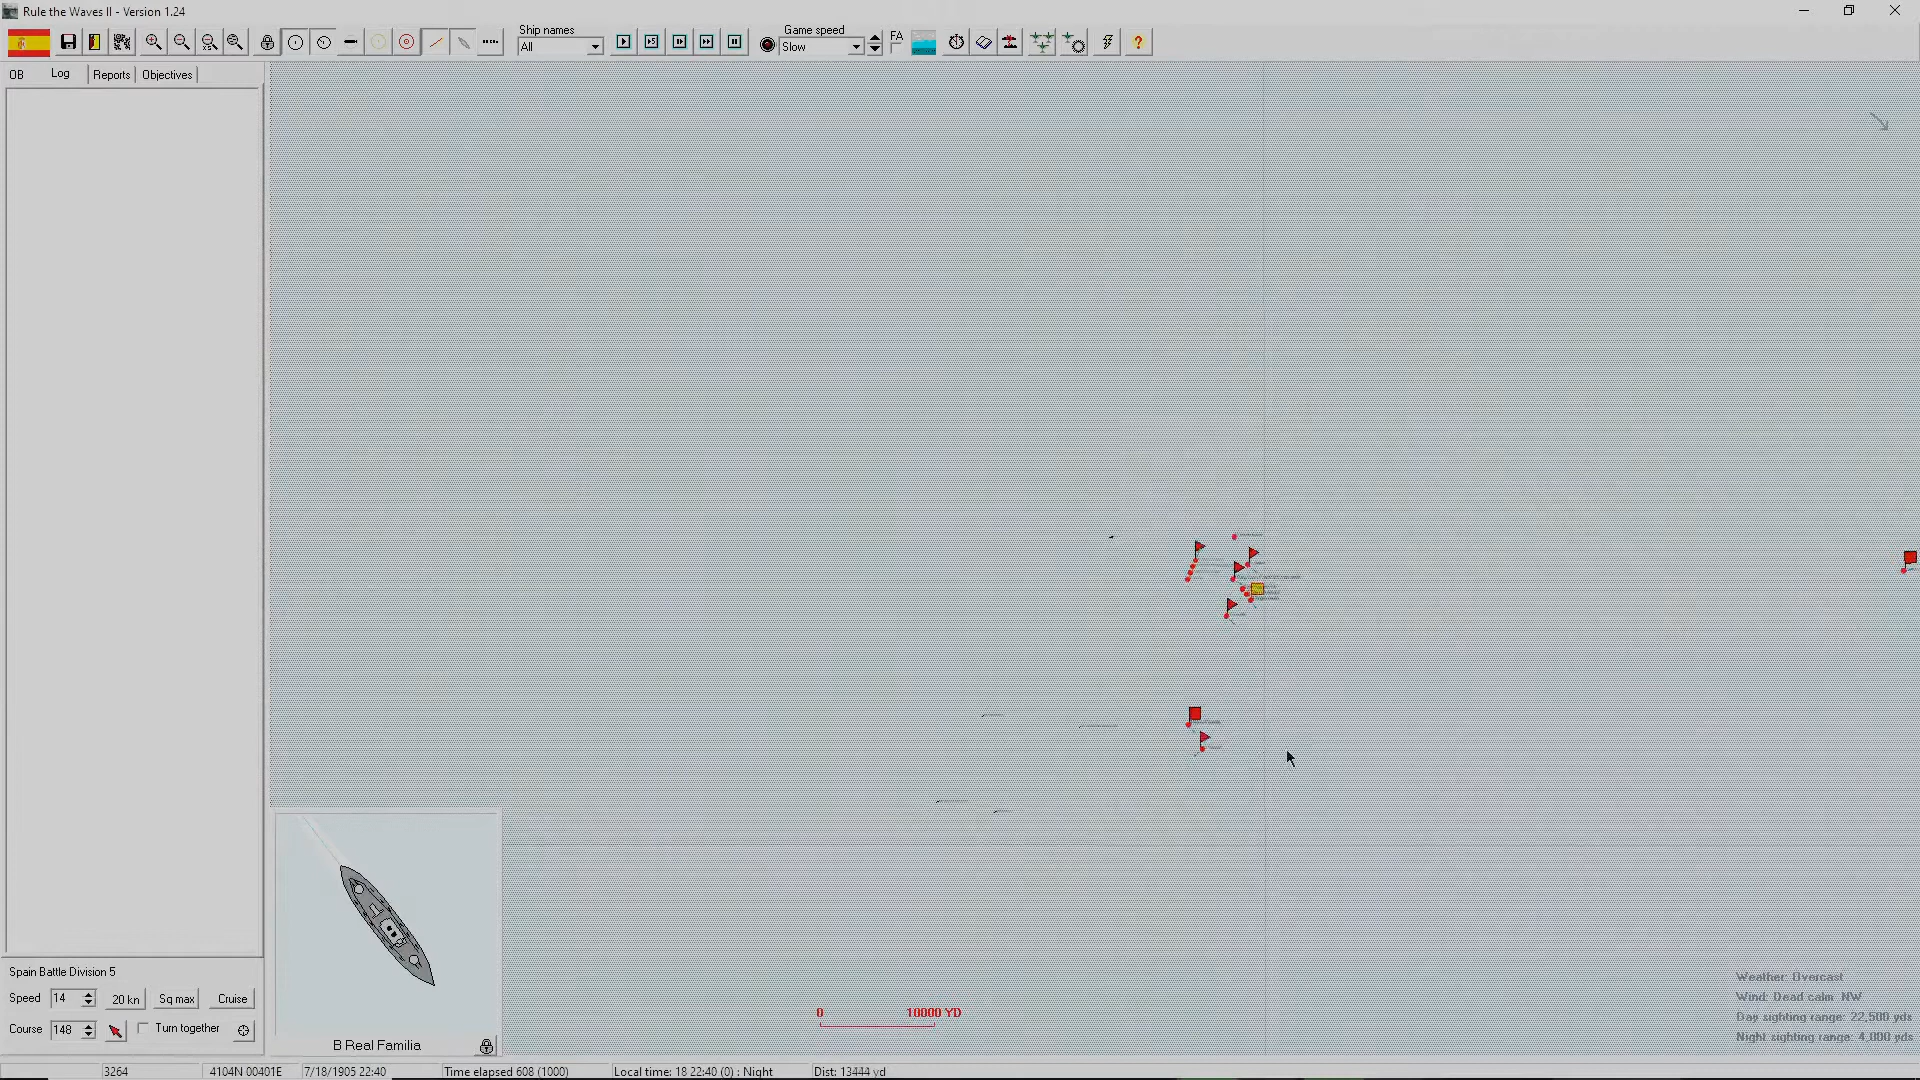 Rule the Waves II - Version 1.24
Ship names
All
Game speed
Slow
FA
OB
Log
Reports
Objectives
Spain Battle Division 5
Speed
14
20 kn
Sq max
Cruise
Course
148
Turn together
B Real Familia
0
10000 YD
Weather: Overcast
Wind: Dead calm NW
Day sighting range: 22,500 yds
Night sighting range: 4,000 yds
3264
4104N 00401E
7/18/1905 22:40
Time elapsed 608 (1000)
Local time: 18 22:40 (0) : Night
Dist: 13444 yd